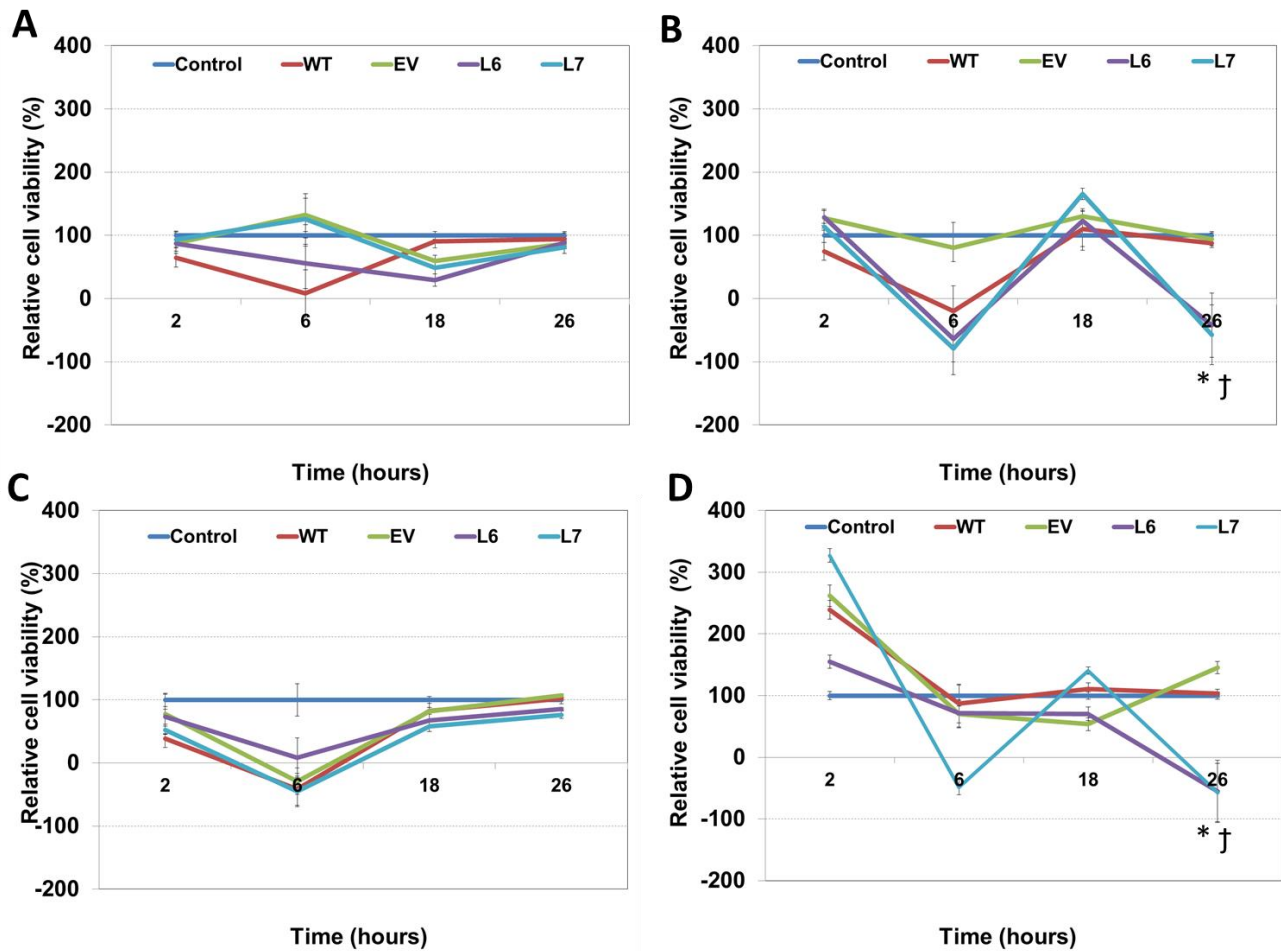 A
400
300
200
100
0
-100
-200
Relative cell viability (%)
Control WT EV L6 L7
2 6 18 26
Time (hours)
B
400
300
200
100
0
-100
-200
Relative cell viability (%)
Control WT EV L6 L7
2 6 18 26
* †
Time (hours)
C
400
300
200
100
0
-100
-200
Relative cell viability (%)
Control WT EV L6 L7
2 6 18 26
Time (hours)
D
400
300
200
100
0
-100
-200
Relative cell viability (%)
Control WT EV L6 L7
2 6 18 26
* †
Time (hours)